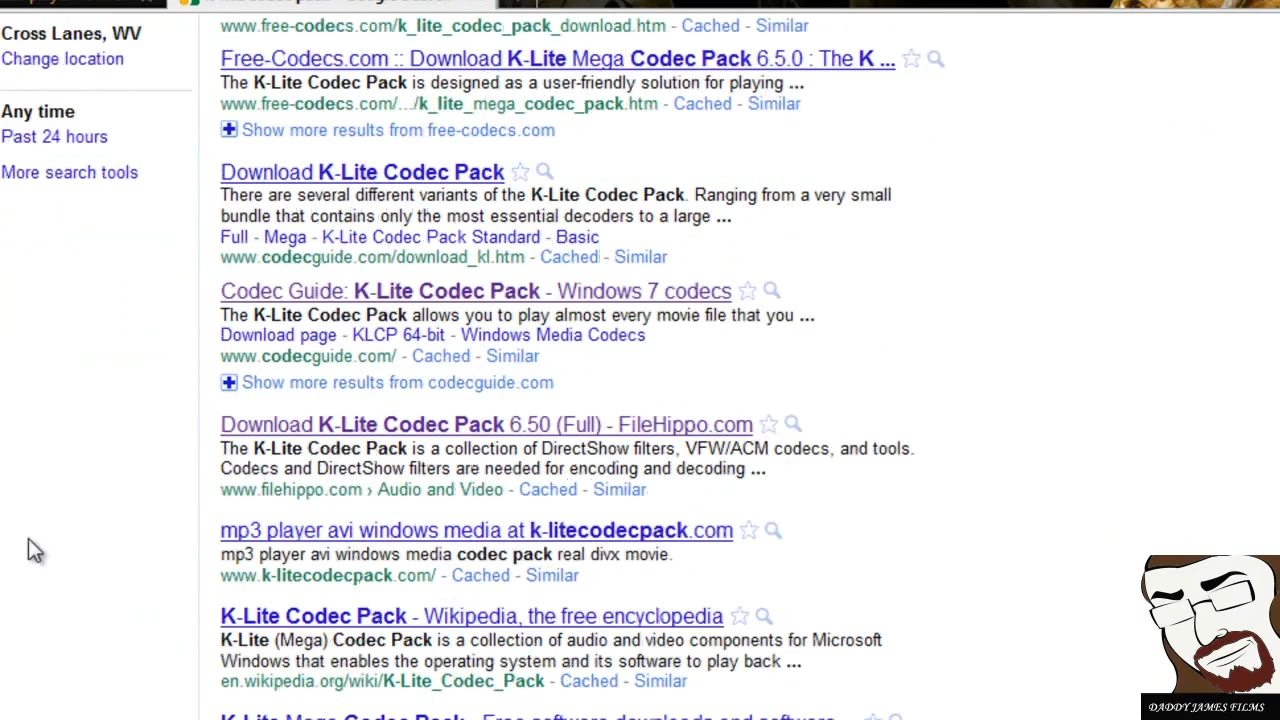 Cross Lanes, WV
Change location
Any time
Past 24 hours
More search tools
www.free-codecs.com/k_lite_codec_pack_download.htm - Cached - Similar
Free-Codecs.com :: Download K-Lite Mega Codec Pack 6.5.0 : The K ...
The K-Lite Codec Pack is designed as a user-friendly solution for playing ...
www.free-codecs.com/.../k_lite_mega_codec_pack.htm - Cached - Similar
Show more results from free-codecs.com
Download K-Lite Codec Pack
There are several different variants of the K-Lite Codec Pack. Ranging from a very small
bundle that contains only the most essential decoders to a large ...
Full - Mega - K-Lite Codec Pack Standard - Basic
www.codecguide.com/download_kl.htm - Cached - Similar
Codec Guide: K-Lite Codec Pack - Windows 7 codecs
The K-Lite Codec Pack allows you to play almost every movie file that you ...
Download page - KLCP 64-bit - Windows Media Codecs
www.codecguide.com/ - Cached - Similar
Show more results from codecguide.com
Download K-Lite Codec Pack 6.50 (Full) - FileHippo.com
The K-Lite Codec Pack is a collection of DirectShow filters, VFW/ACM codecs, and tools.
Codecs and DirectShow filters are needed for encoding and decoding ...
www.filehippo.com › Audio and Video - Cached - Similar
mp3 player avi windows media at k-litecodecpack.com
mp3 player avi windows media codec pack real divx movie.
www.k-litecodecpack.com/ - Cached - Similar
K-Lite Codec Pack - Wikipedia, the free encyclopedia
K-Lite (Mega) Codec Pack is a collection of audio and video components for Microsoft
Windows that enables the operating system and its software to play back ...
en.wikipedia.org/wiki/K-Lite_Codec_Pack - Cached - Similar
K-Lite Mega Codec Pack - Free software downloads and software
DADDY JAMES FILMS